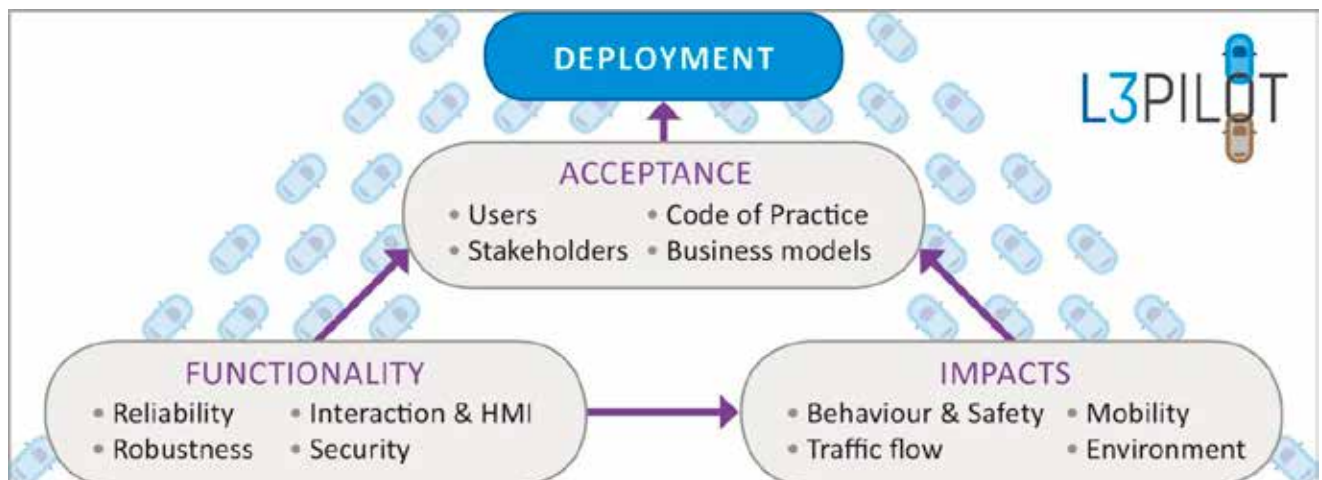 DEPLOYMENT
L3PILOT
ACCEPTANCE
• Users • Code of Practice
• Stakeholders • Business models
FUNCTIONALITY
• Reliability • Interaction & HMI
• Robustness • Security
IMPACTS
• Behaviour & Safety • Mobility
• Traffic flow • Environment